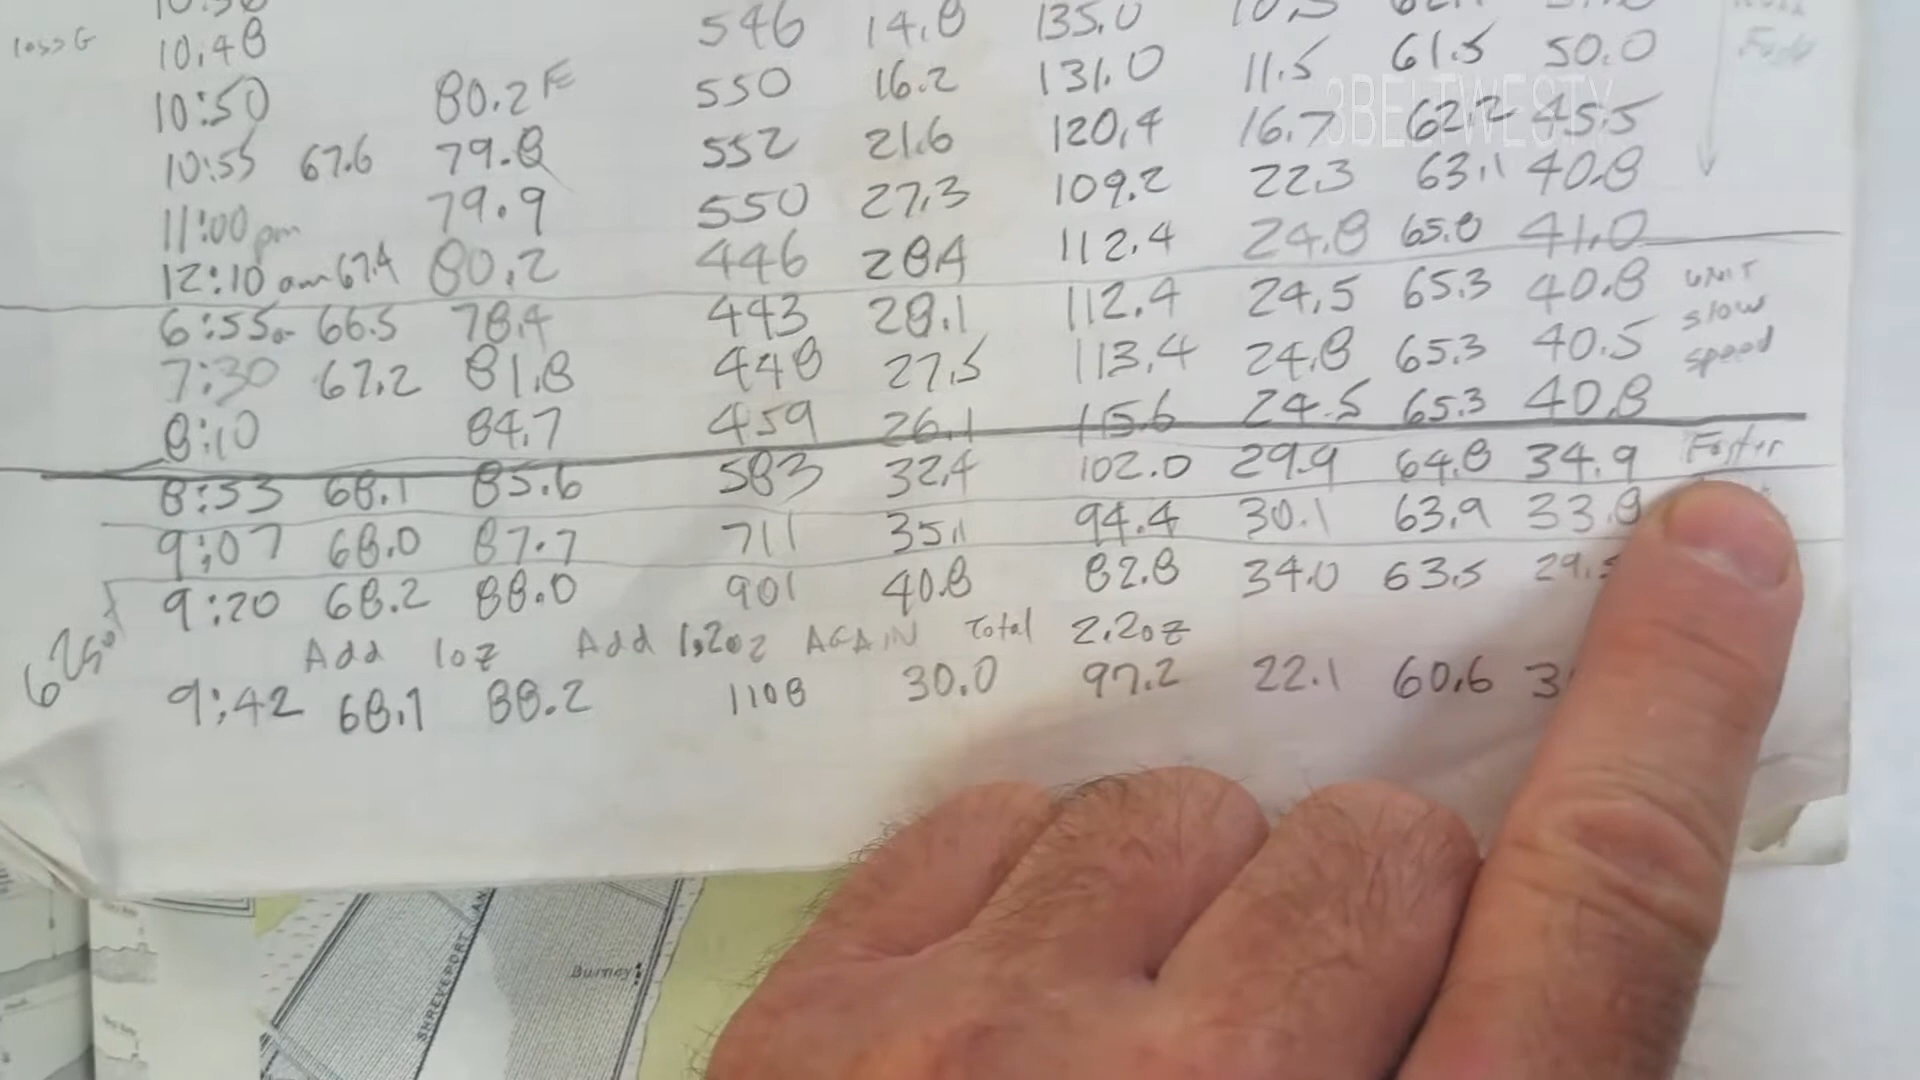 loss G
10:48 546 14.8 135.0
10:50 80.2 F 550 16.2 131.0 11.5 61.5 50.0
10:55 67.6 79.8 552 21.6 120.4 16.7 62.2 45.5
11:00 pm 79.9 550 27.3 109.2 22.3 63.1 40.8
12:10 am 67.4 80.2 446 28.4 112.4 24.8 65.8 41.0
6:55 am 66.5 78.4 443 28.1 112.4 24.5 65.3 40.8
7:30 67.2 81.8 448 27.5 113.4 24.8 65.3 40.5
8:10 84.7 459 26.1 115.6 24.5 65.3 40.8
unit
slow
speed
8:53 68.1 85.6 583 32.4 102.0 29.9 64.8 34.9 Faster
9:07 68.0 87.7 711 35.1 94.4 30.1 63.9 33.8
9:20 68.2 88.0 901 40.8 82.8 34.0 63.5
Add 1oz Add 1.2oz AGAIN Total 2.2oz
9:42 68.1 88.2 1108 30.0 97.2 22.1 60.6
3BELTWESTY
SHREVEPORT AN
Burney